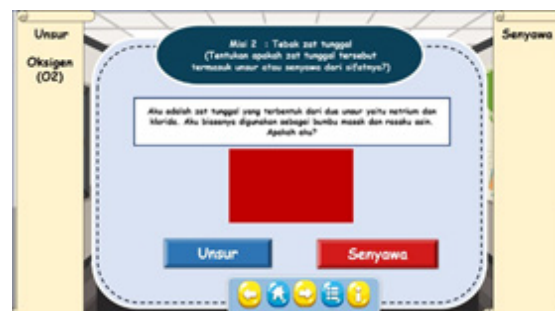 Unsur
Oksigen
(O2)
Misi 2 : Tebak zat tunggal
(Tentukan apakah zat tunggal tersebut
termasuk unsur atau senyawa dari sifatnya?)
Senyawa
Aku adalah zat tunggal yang terbentuk dari dua unsur yaitu natrium dan
klorida. Aku biasanya digunakan sebagai bumbu masak dan rasaku asin.
Apakah aku?
Unsur
Senyawa